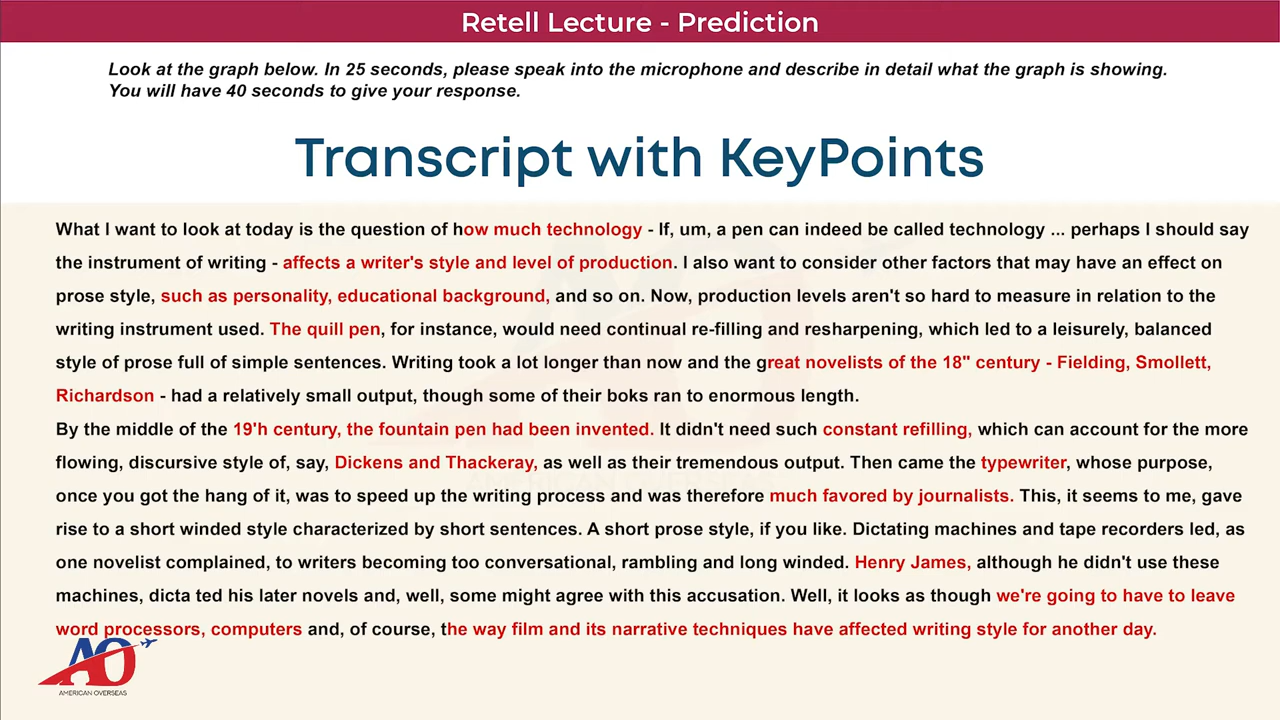 Retell Lecture - Prediction
Look at the graph below. In 25 seconds, please speak into the microphone and describe in detail what the graph is showing.
You will have 40 seconds to give your response.
Transcript with KeyPoints
What I want to look at today is the question of how much technology - If, um, a pen can indeed be called technology ... perhaps I should say
the instrument of writing - affects a writer's style and level of production. I also want to consider other factors that may have an effect on
prose style, such as personality, educational background, and so on. Now, production levels aren't so hard to measure in relation to the
writing instrument used. The quill pen, for instance, would need continual re-filling and resharpening, which led to a leisurely, balanced
style of prose full of simple sentences. Writing took a lot longer than now and the great novelists of the 18" century - Fielding, Smollett,
Richardson - had a relatively small output, though some of their boks ran to enormous length.
By the middle of the 19'h century, the fountain pen had been invented. It didn't need such constant refilling, which can account for the more
flowing, discursive style of, say, Dickens and Thackeray, as well as their tremendous output. Then came the typewriter, whose purpose,
once you got the hang of it, was to speed up the writing process and was therefore much favored by journalists. This, it seems to me, gave
rise to a short winded style characterized by short sentences. A short prose style, if you like. Dictating machines and tape recorders led, as
one novelist complained, to writers becoming too conversational, rambling and long winded. Henry James, although he didn't use these
machines, dicta ted his later novels and, well, some might agree with this accusation. Well, it looks as though we're going to have to leave
word processors, computers and, of course, the way film and its narrative techniques have affected writing style for another day.
AO
AMERICAN OVERSEAS